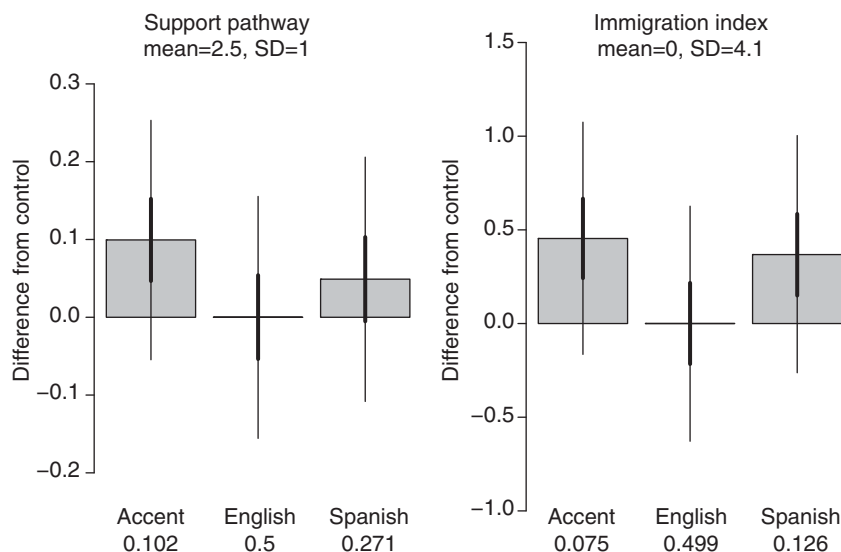 Support pathway
mean=2.5, SD=1
Difference from control
0.3
0.2
0.1
0.0
−0.1
−0.2
Accent English Spanish
0.102 0.5 0.271
Immigration index
mean=0, SD=4.1
Difference from control
1.5
1.0
0.5
0.0
−0.5
−1.0
Accent English Spanish
0.075 0.499 0.126